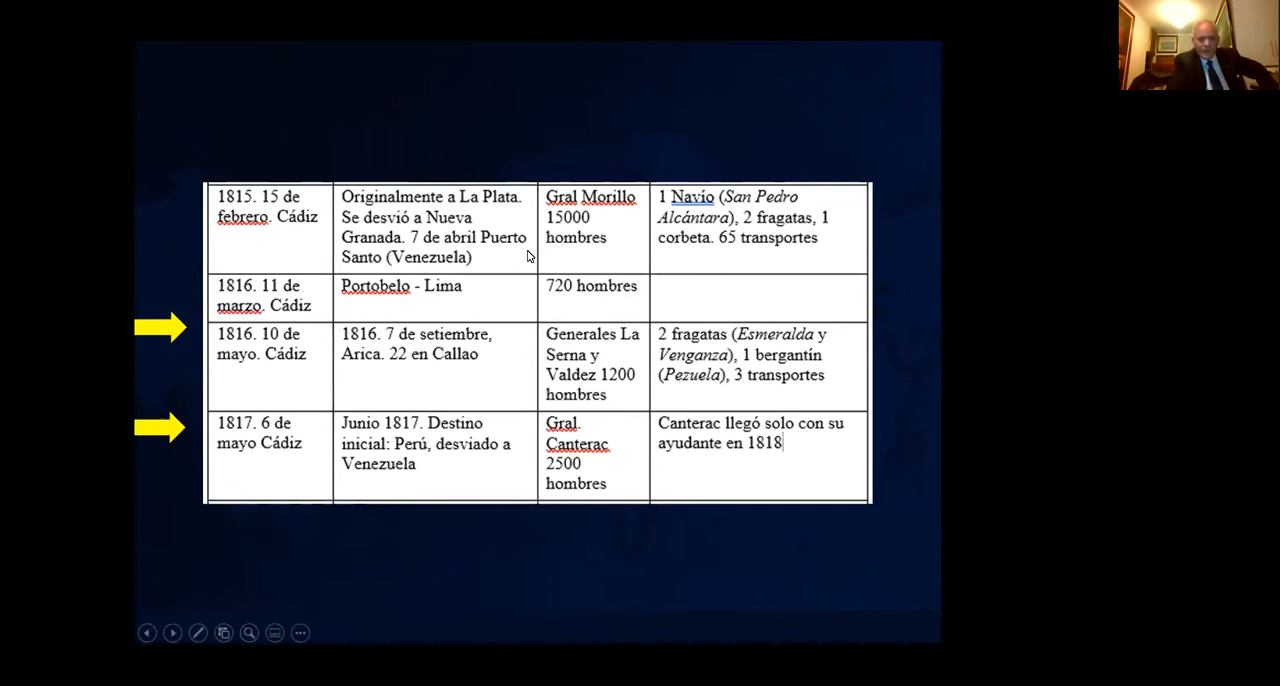 1815. 15 de
febrero. Cádiz
Originalmente a La Plata.
Se desvió a Nueva
Granada. 7 de abril Puerto
Santo (Venezuela)
Gral Morillo
15000
hombres
1 Navío (San Pedro
Alcántara), 2 fragatas, 1
corbeta. 65 transportes
1816. 11 de
marzo. Cádiz
Portobelo - Lima
720 hombres
1816. 10 de
mayo. Cádiz
1816. 7 de setiembre,
Arica. 22 en Callao
Generales La
Serna y
Valdez 1200
hombres
2 fragatas (Esmeralda y
Venganza), 1 bergantín
(Pezuela), 3 transportes
1817. 6 de
mayo Cádiz
Junio 1817. Destino
inicial: Perú, desviado a
Venezuela
Gral.
Canterac
2500
hombres
Canterac llegó solo con su
ayudante en 1818